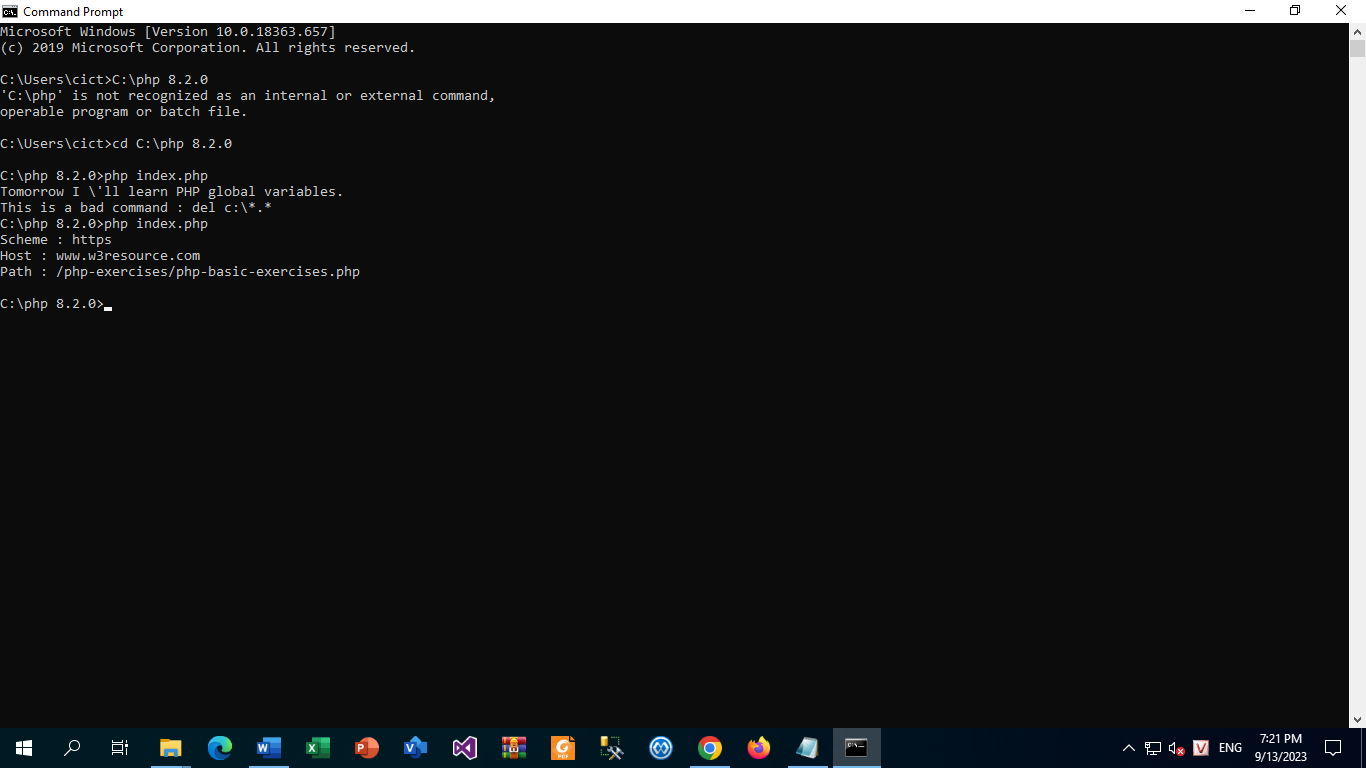 Command Prompt
Microsoft Windows [Version 10.0.18363.657]
(c) 2019 Microsoft Corporation. All rights reserved.
C:\Users\cict>C:\php 8.2.0
'C:\php' is not recognized as an internal or external command,
operable program or batch file.
C:\Users\cict>cd C:\php 8.2.0
C:\php 8.2.0>php index.php
Tomorrow I \'ll learn PHP global variables.
This is a bad command : del c:\*.*
C:\php 8.2.0>php index.php
Scheme : https
Host : www.w3resource.com
Path : /php-exercises/php-basic-exercises.php
C:\php 8.2.0>
ENG
7:21 PM
9/13/2023